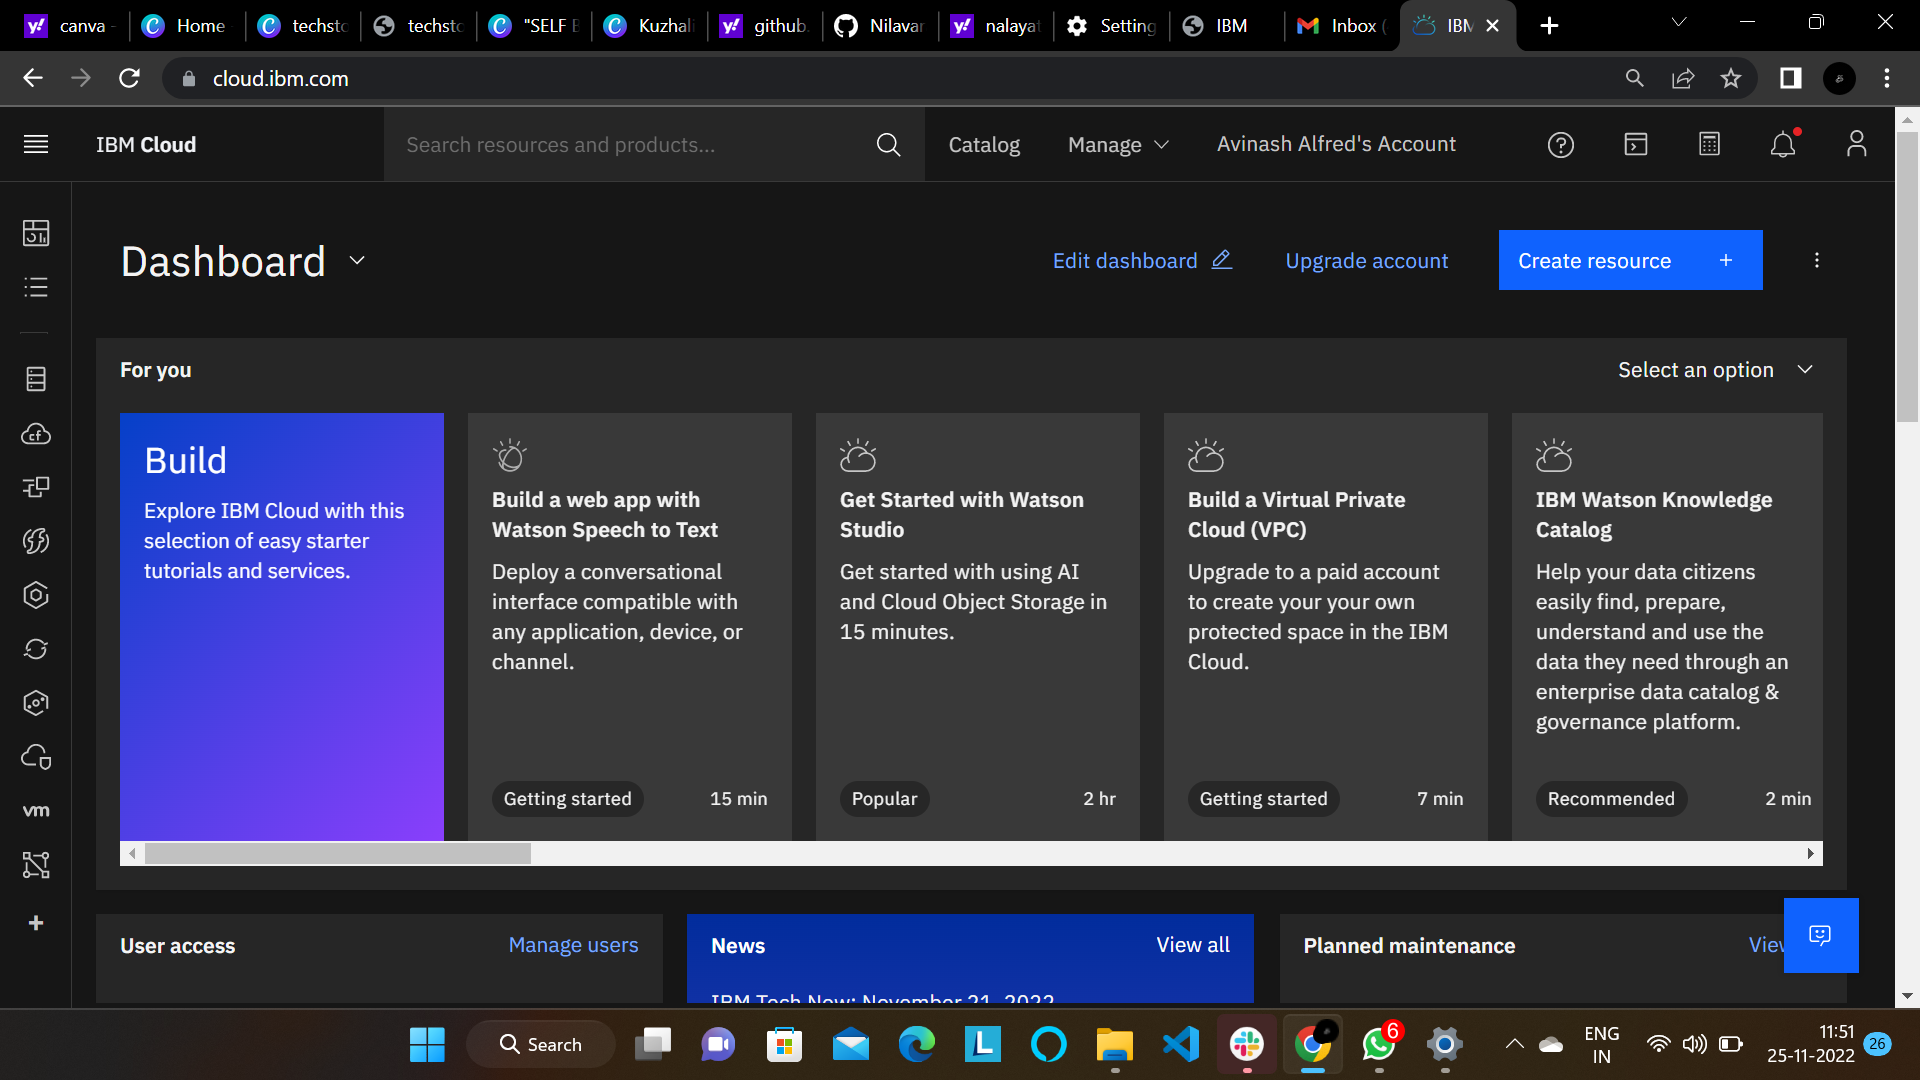 canva
Home
techsto
techsto
"SELF B
Kuzhali
github.
Nilavar
nalayat
Setting
IBM
Inbox (
IBM
cloud.ibm.com
IBM Cloud
Search resources and products...
Catalog
Manage
Avinash Alfred's Account
Dashboard
Edit dashboard
Upgrade account
Create resource +
For you
Select an option
Build
Explore IBM Cloud with this
selection of easy starter
tutorials and services.
Build a web app with
Watson Speech to Text
Deploy a conversational
interface compatible with
any application, device, or
channel.
Getting started 15 min
Get Started with Watson
Studio
Get started with using AI
and Cloud Object Storage in
15 minutes.
Popular 2 hr
Build a Virtual Private
Cloud (VPC)
Upgrade to a paid account
to create your your own
protected space in the IBM
Cloud.
Getting started 7 min
IBM Watson Knowledge
Catalog
Help your data citizens
easily find, prepare,
understand and use the
data they need through an
enterprise data catalog &
governance platform.
Recommended 2 min
cf
vm
User access Manage users
News View all
IBM Tech Now: November 21, 2022
Planned maintenance View
Search
L
6
ENG
IN
11:51
25-11-2022
26